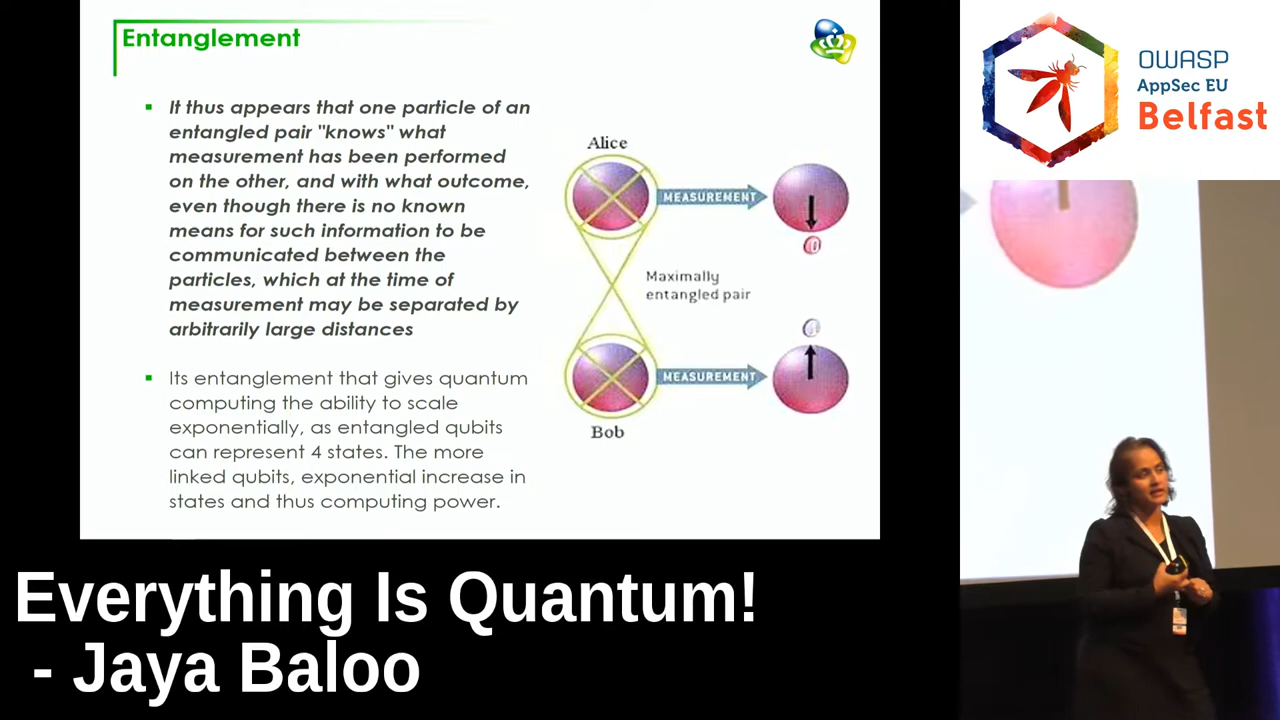 Entanglement
It thus appears that one particle of an
entangled pair "knows" what
measurement has been performed
on the other, and with what outcome,
even though there is no known
means for such information to be
communicated between the
particles, which at the time of
measurement may be separated by
arbitrarily large distances
Its entanglement that gives quantum
computing the ability to scale
exponentially, as entangled qubits
can represent 4 states. The more
linked qubits, exponential increase in
states and thus computing power.
Alice
MEASUREMENT
Maximally
entangled pair
MEASUREMENT
Bob
OWASP
AppSec EU
Belfast
Everything Is Quantum!
- Jaya Baloo